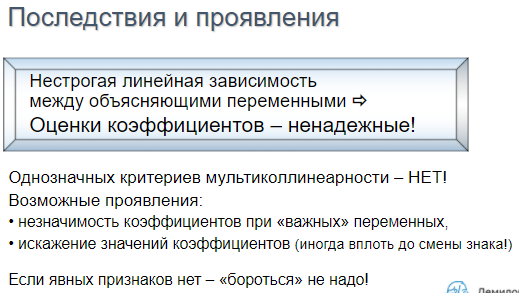 Последствия и проявления
Нестрогая линейная зависимость
между объясняющими переменными ⇨
Оценки коэффициентов – ненадежные!
Однозначных критериев мультиколлинеарности – НЕТ!
Возможные проявления:
• незначимость коэффициентов при «важных» переменных,
• искажение значений коэффициентов (иногда вплоть до смены знака!)
Если явных признаков нет – «бороться» не надо!